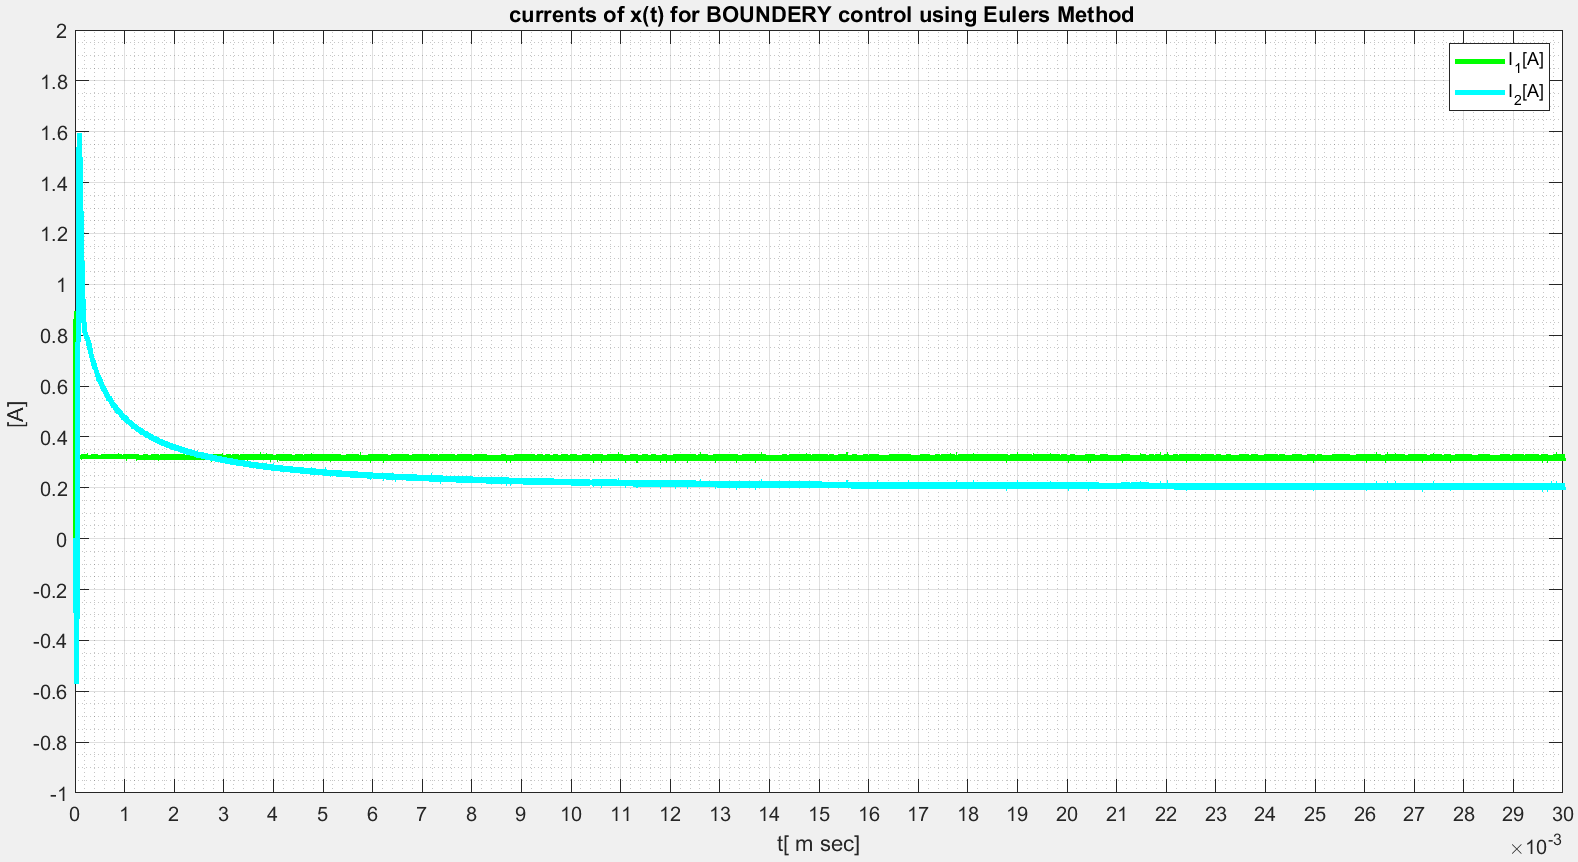 currents of x(t) for BOUNDERY control using Eulers Method
2
1.8
1.6
1.4
1.2
1
0.8
0.6
0.4
0.2
0
-0.2
-0.4
-0.6
-0.8
-1
[A]
I1[A]
I2[A]
0 1 2 3 4 5 6 7 8 9 10 11 12 13 14 15 16 17 18 19 20 21 22 23 24 25 26 27 28 29 30
t[ m sec]
×10-3